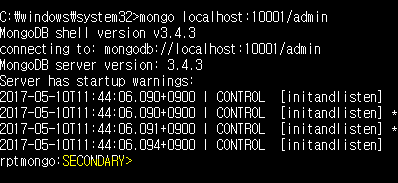 C:₩windows₩system32>mongo localhost:10001/admin
MongoDB shell version v3.4.3
connecting to: mongodb://localhost:10001/admin
MongoDB server version: 3.4.3
Server has startup warnings:
2017-05-10T11:44:06.090+0900 I CONTROL  [initandlisten]
2017-05-10T11:44:06.090+0900 I CONTROL  [initandlisten] *
2017-05-10T11:44:06.091+0900 I CONTROL  [initandlisten] *
2017-05-10T11:44:06.094+0900 I CONTROL  [initandlisten]
rptmongo:SECONDARY>